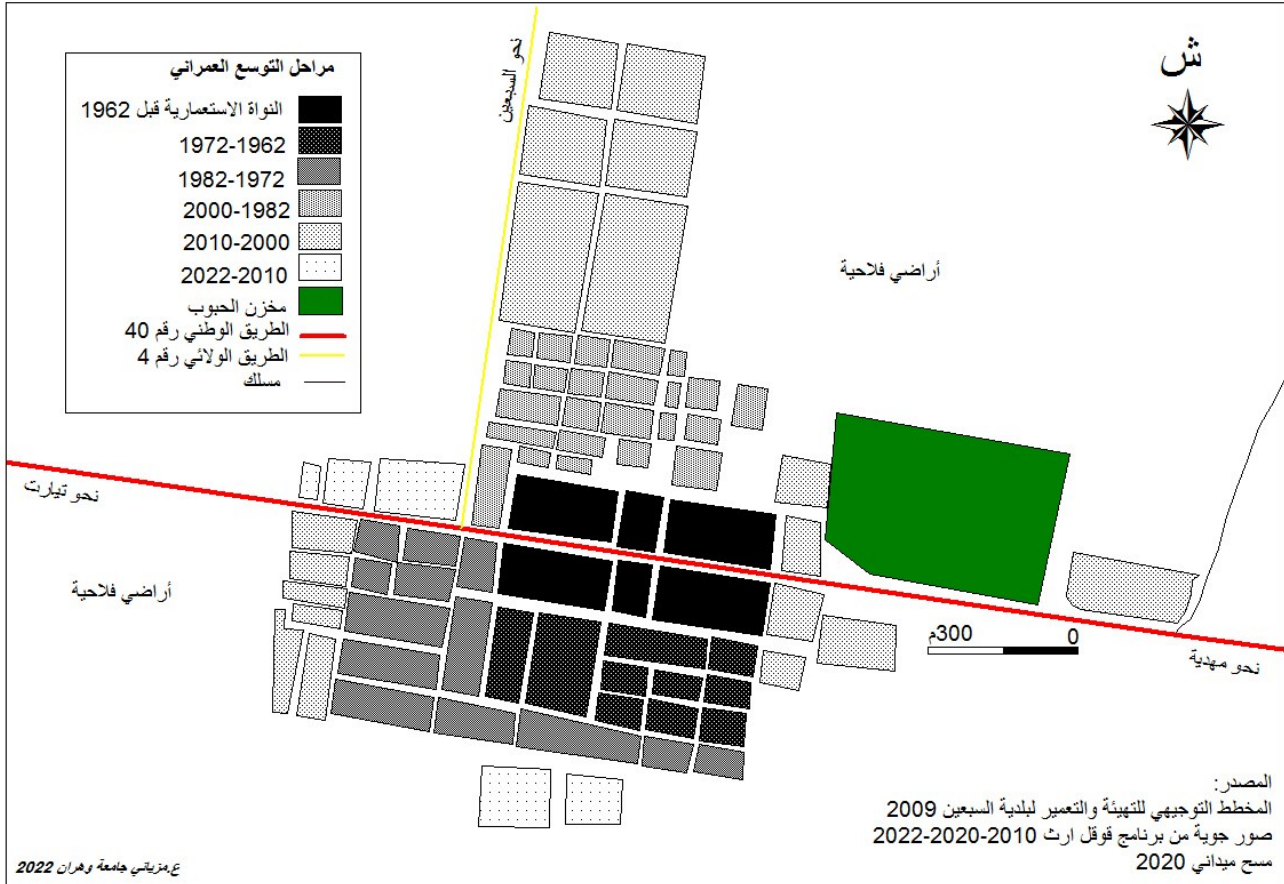 مراحل التوسع العمراني
النواة الاستعمارية قبل 1962
1972-1962
1982-1972
2000-1982
2010-2000
2022-2010
مخزن الحبوب
الطريق الوطني رقم 40
الطريق الولائي رقم 4
مسلك
نحو السبعين
ش
أراضي فلاحية
نحو تيارت
أراضي فلاحية
300م
0
نحو مهدية
المصدر:
المخطط التوجيهي للتهيئة والتعمير لبلدية السبعين 2009
صور جوية من برنامج قوقل ارث 2010-2020-2022
مسح ميداني 2020
ع.مزياني جامعة وهران 2022